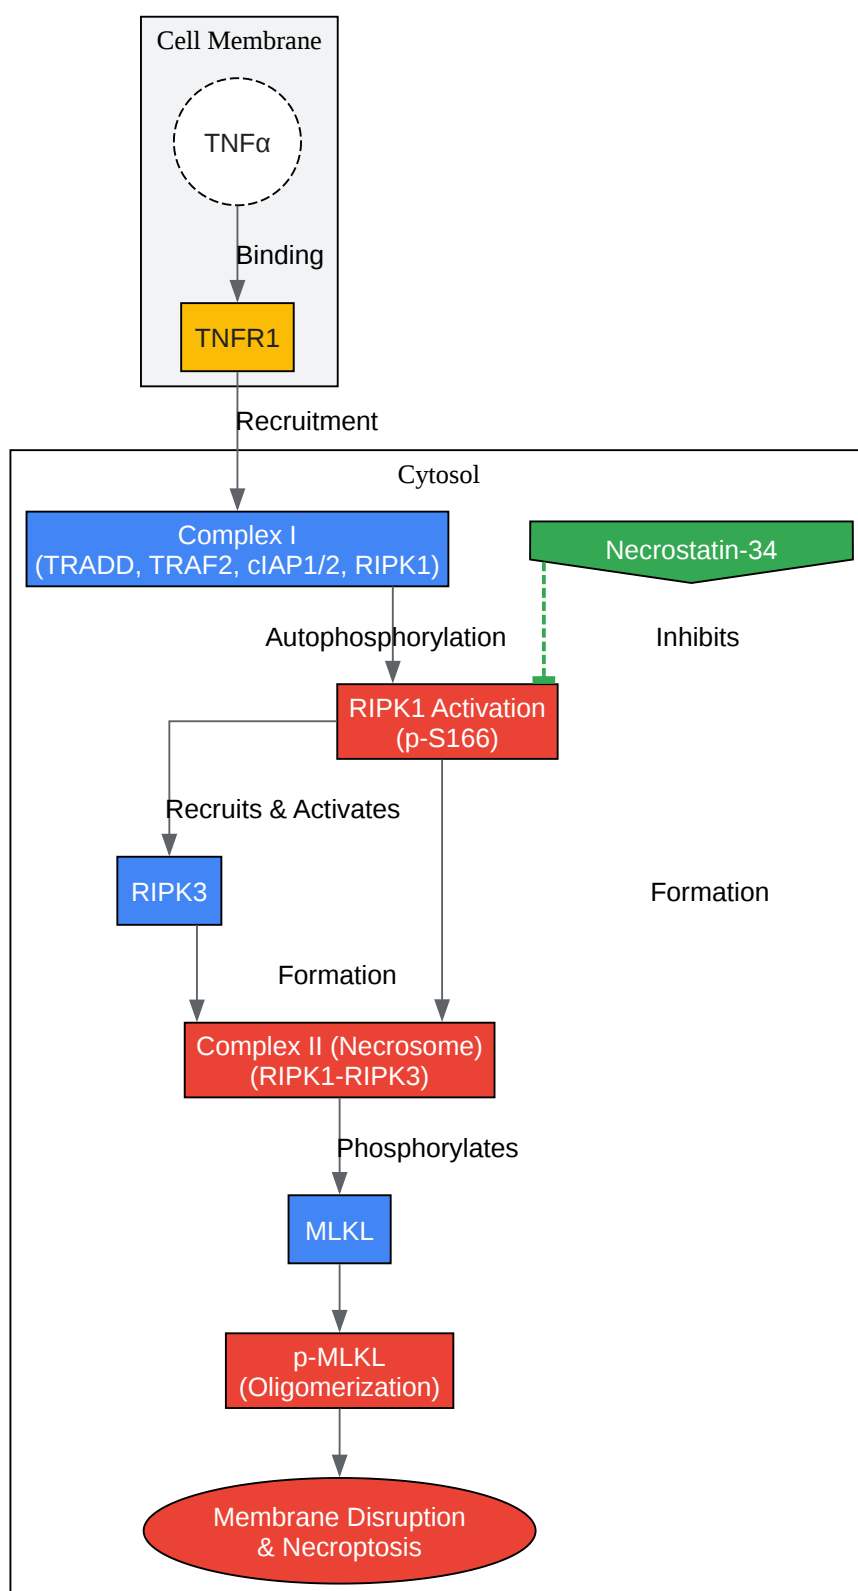 Cell Membrane
TNFα
Binding
TNFR1
Recruitment
Cytosol
Complex I
(TRADD, TRAF2, cIAP1/2, RIPK1)
Necrostatin-34
Autophosphorylation
Inhibits
RIPK1 Activation
(p-S166)
Recruits & Activates
RIPK3
Formation
Formation
Complex II (Necrosome)
(RIPK1-RIPK3)
Phosphorylates
MLKL
p-MLKL
(Oligomerization)
Membrane Disruption
& Necroptosis